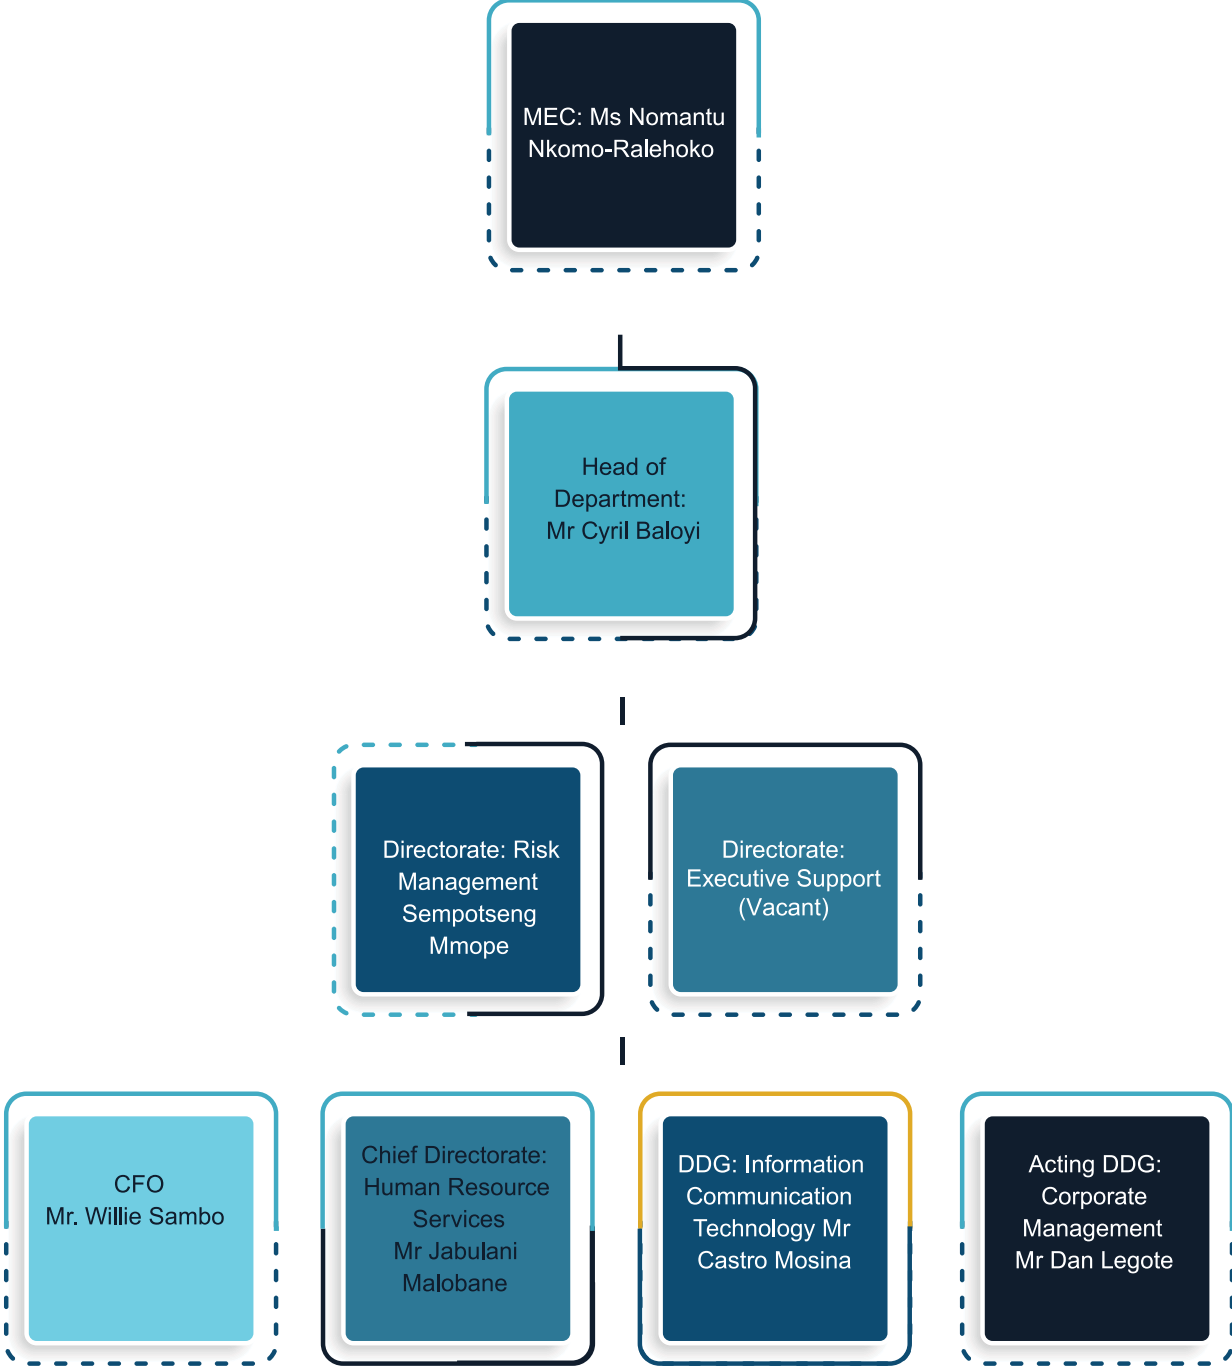 MEC: Ms Nomantu
Nkomo-Ralehoko
Head of
Department:
Mr Cyril Baloyi
Directorate: Risk
Management
Sempotseng
Mmope
Directorate:
Executive Support
(Vacant)
CFO
Mr. Willie Sambo
Chief Directorate:
Human Resource
Services
Mr Jabulani
Malobane
DDG: Information
Communication
Technology Mr
Castro Mosina
Acting DDG:
Corporate
Management
Mr Dan Legote